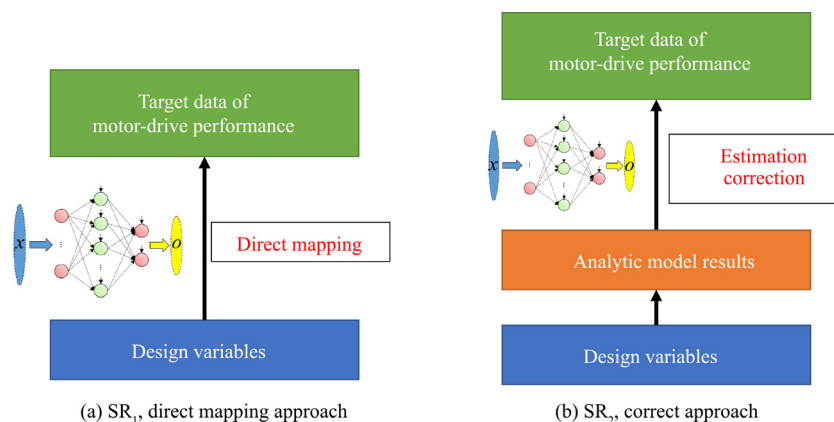 Target data of
motor-drive performance
x
o
Direct mapping
Design variables
(a) SR₁, direct mapping approach
Target data of
motor-drive performance
x
o
Estimation
correction
Analytic model results
Design variables
(b) SR₂, correct approach